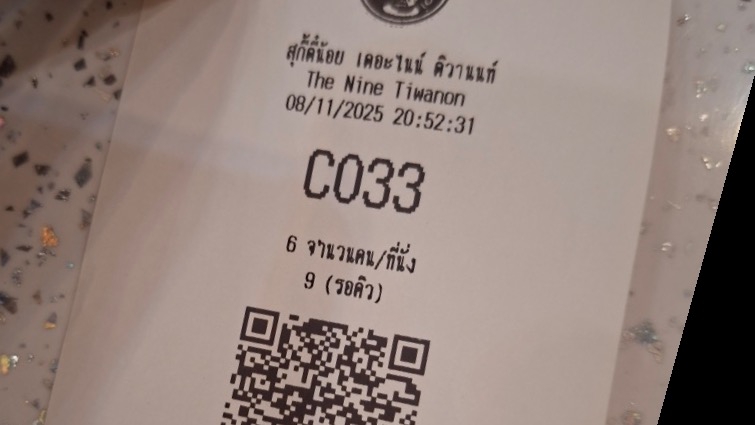 สุกี้ตี๋น้อย เดอะไนน์ ติวานนท์
The Nine Tiwanon
08/11/2025 20:52:31
C033
6 จำนวนคน/ที่นั่ง
9 (รอคิว)